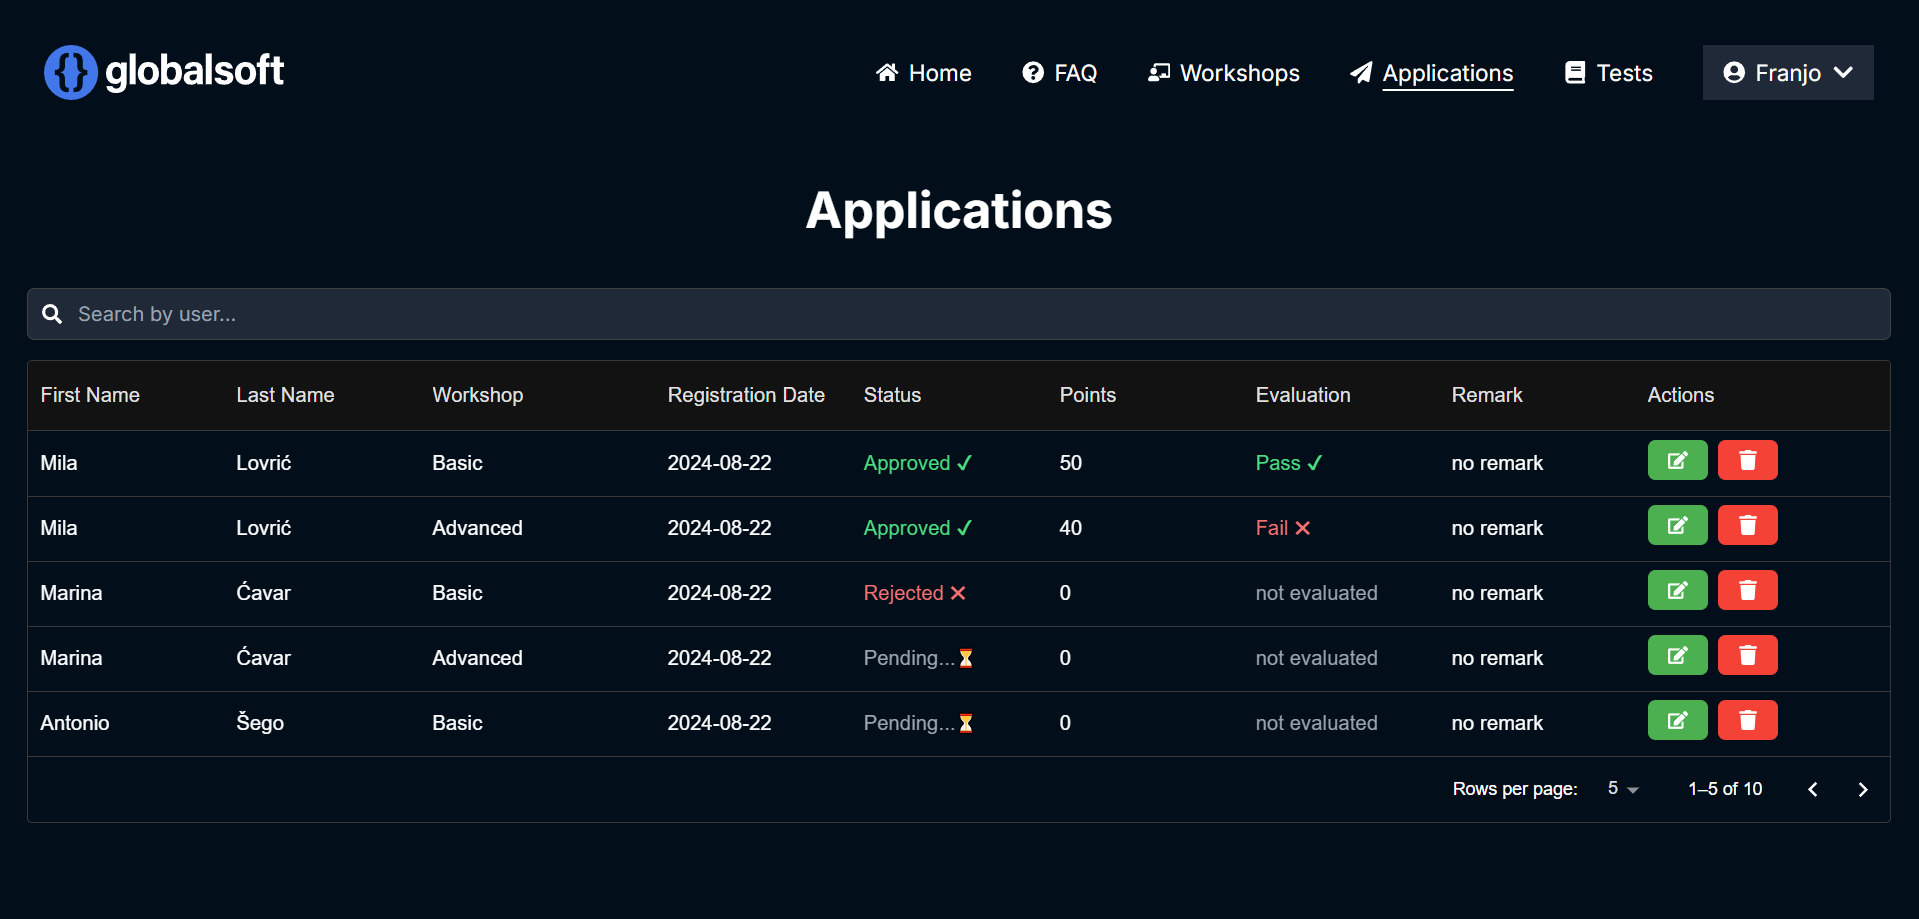 globalsoft Home FAQ Workshops Applications Tests Franjo
Applications
Search by user...
First Name Last Name Workshop Registration Date Status Points Evaluation Remark Actions
Mila Lovrić Basic 2024-08-22 Approved ✓ 50 Pass ✓ no remark
Mila Lovrić Advanced 2024-08-22 Approved ✓ 40 Fail ✕ no remark
Marina Ćavar Basic 2024-08-22 Rejected ✕ 0 not evaluated no remark
Marina Ćavar Advanced 2024-08-22 Pending...⏳ 0 not evaluated no remark
Antonio Šego Basic 2024-08-22 Pending...⏳ 0 not evaluated no remark
Rows per page: 5 1–5 of 10